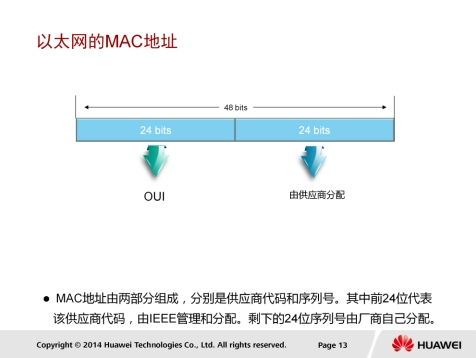 以太网的MAC地址
48 bits
24 bits 24 bits
OUI 由供应商分配
● MAC地址由两部分组成，分别是供应商代码和序列号。其中前24位代表
该供应商代码，由IEEE管理和分配。剩下的24位序列号由厂商自己分配。
Copyright © 2014 Huawei Technologies Co., Ltd. All rights reserved. Page 13 HUAWEI